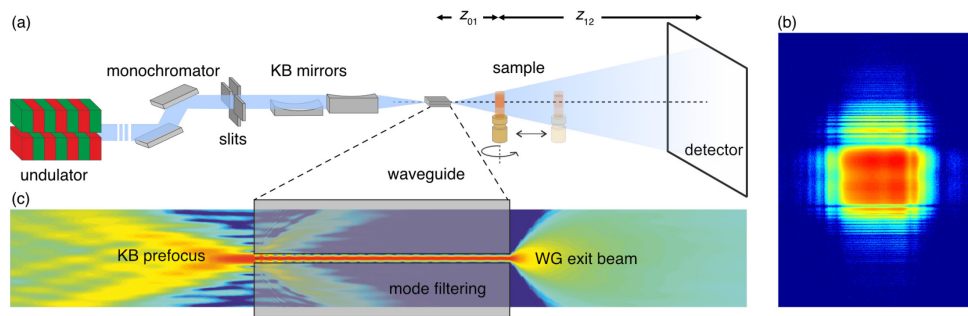 (a)
z01
z12
(b)
monochromator
KB mirrors
sample
slits
undulator
detector
waveguide
(c)
KB prefocus
WG exit beam
mode filtering